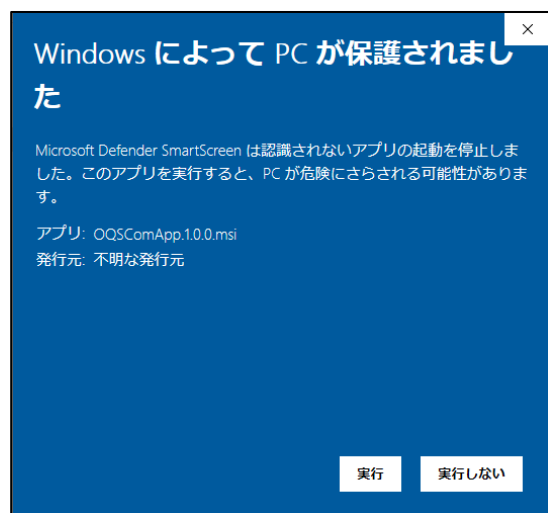 Windows によって PC が保護されまし
た
Microsoft Defender SmartScreen は認識されないアプリの起動を停止しま
した。このアプリを実行すると、PC が危険にさらされる可能性がありま
す。
アプリ: OQSComApp.1.0.0.msi
発行元: 不明な発行元
実行 実行しない